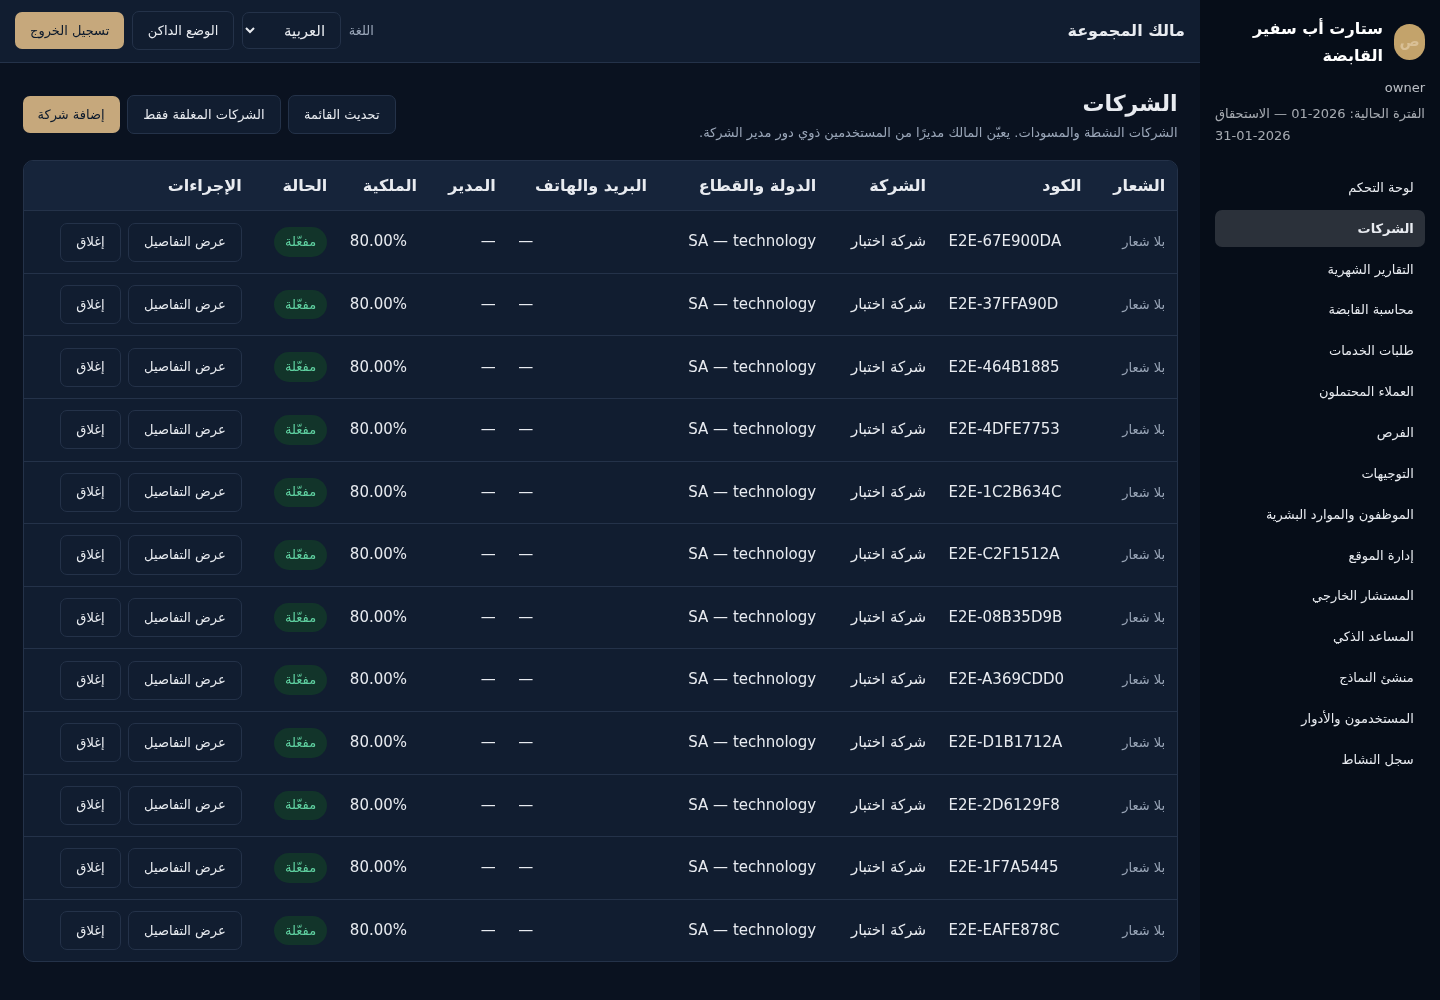 ص
ستارت أب سفير
القابضة
owner
الفترة الحالية: 2026-01 — الاستحقاق
31-01-2026
لوحة التحكم
الشركات
التقارير الشهرية
محاسبة القابضة
طلبات الخدمات
العملاء المحتملون
الفرص
التوجيهات
الموظفون والموارد البشرية
إدارة الموقع
المستشار الخارجي
المساعد الذكي
منشئ النماذج
المستخدمون والأدوار
سجل النشاط
مالك المجموعة
اللغة العربية الوضع الداكن تسجيل الخروج
الشركات
الشركات النشطة والمسودات. يعيّن المالك مديرًا من المستخدمين ذوي دور مدير الشركة.
تحديث القائمة الشركات المغلقة فقط إضافة شركة
الشعار الكود الشركة الدولة والقطاع البريد والهاتف المدير الملكية الحالة الإجراءات
بلا شعار E2E-67E900DA شركة اختبار SA — technology — — 80.00% مفعّلة عرض التفاصيل إغلاق
بلا شعار E2E-37FFA90D شركة اختبار SA — technology — — 80.00% مفعّلة عرض التفاصيل إغلاق
بلا شعار E2E-464B1885 شركة اختبار SA — technology — — 80.00% مفعّلة عرض التفاصيل إغلاق
بلا شعار E2E-4DFE7753 شركة اختبار SA — technology — — 80.00% مفعّلة عرض التفاصيل إغلاق
بلا شعار E2E-1C2B634C شركة اختبار SA — technology — — 80.00% مفعّلة عرض التفاصيل إغلاق
بلا شعار E2E-C2F1512A شركة اختبار SA — technology — — 80.00% مفعّلة عرض التفاصيل إغلاق
بلا شعار E2E-08B35D9B شركة اختبار SA — technology — — 80.00% مفعّلة عرض التفاصيل إغلاق
بلا شعار E2E-A369CDD0 شركة اختبار SA — technology — — 80.00% مفعّلة عرض التفاصيل إغلاق
بلا شعار E2E-D1B1712A شركة اختبار SA — technology — — 80.00% مفعّلة عرض التفاصيل إغلاق
بلا شعار E2E-2D6129F8 شركة اختبار SA — technology — — 80.00% مفعّلة عرض التفاصيل إغلاق
بلا شعار E2E-1F7A5445 شركة اختبار SA — technology — — 80.00% مفعّلة عرض التفاصيل إغلاق
بلا شعار E2E-EAFE878C شركة اختبار SA — technology — — 80.00% مفعّلة عرض التفاصيل إغلاق